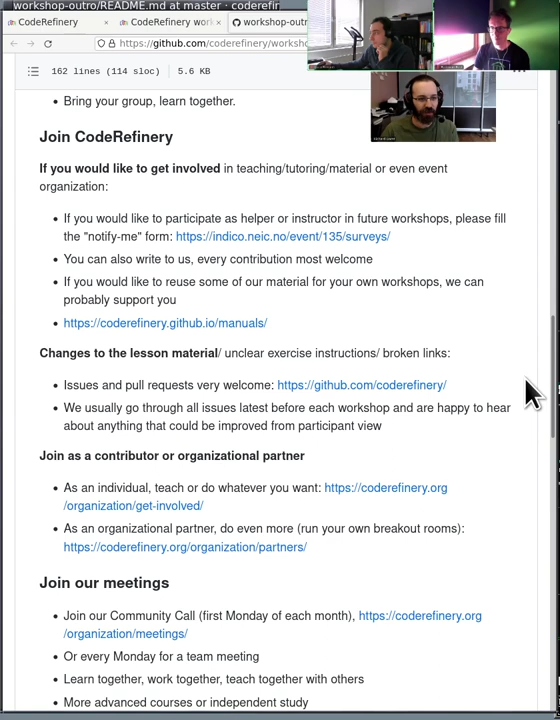 workshop-outro/README.md at master · coderefin
CodeRefinery
CodeRefinery work
workshop-outro
https://github.com/coderefinery/worksho
162 lines (114 sloc) 5.6 KB
Bring your group, learn together.
Join CodeRefinery
If you would like to get involved in teaching/tutoring/material or even event
organization:
If you would like to participate as helper or instructor in future workshops, please fill
the "notify-me" form: https://indico.neic.no/event/135/surveys/
You can also write to us, every contribution most welcome
If you would like to reuse some of our material for your own workshops, we can
probably support you
https://coderefinery.github.io/manuals/
Changes to the lesson material/ unclear exercise instructions/ broken links:
Issues and pull requests very welcome: https://github.com/coderefinery/
We usually go through all issues latest before each workshop and are happy to hear
about anything that could be improved from participant view
Join as a contributor or organizational partner
As an individual, teach or do whatever you want: https://coderefinery.org
/organization/get-involved/
As an organizational partner, do even more (run your own breakout rooms):
https://coderefinery.org/organization/partners/
Join our meetings
Join our Community Call (first Monday of each month), https://coderefinery.org
/organization/meetings/
Or every Monday for a team meeting
Learn together, work together, teach together with others
More advanced courses or independent study